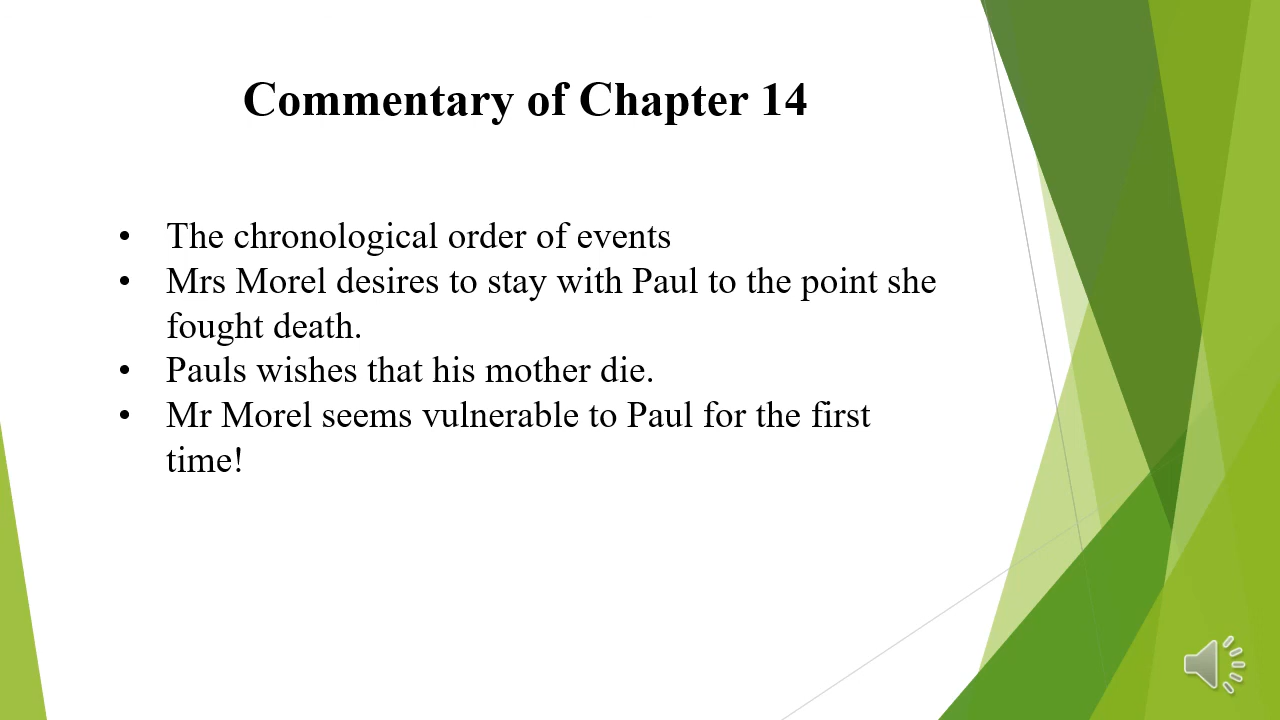 Commentary of Chapter 14
• The chronological order of events
• Mrs Morel desires to stay with Paul to the point she
fought death.
• Pauls wishes that his mother die.
• Mr Morel seems vulnerable to Paul for the first
time!